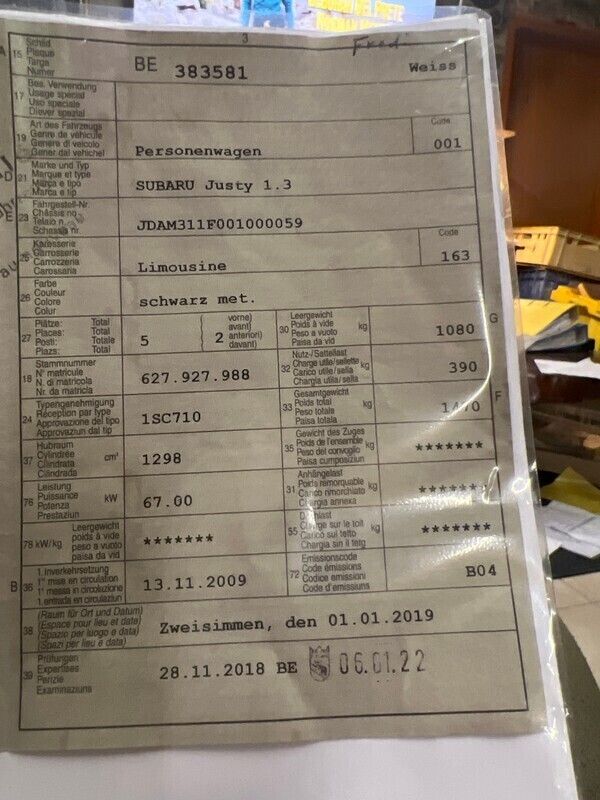 3
Fred
A 15 Schild
Plaque
Targa
Numer
BE 383581 Weiss
17 Bes. Verwendung
Usage spécial
Uso speciale
Diever spezial
19 Art des Fahrzeugs
Genre de véhicule
Genere di veicolo
Gener dal vichel
Personenwagen
Code
001
D 21 Marke und Typ
Marque et type
Marca e tipo
Marca e tip
SUBARU Justy 1.3
E 23 Fahrgestell-Nr.
Châssis no
Telaio n.
Schassis nr.
JDAM311F001000059
25 Karosserie
Carrosserie
Carrozzeria
Carossaria
Limousine
Code
163
26 Farbe
Couleur
Colore
Colur
schwarz met.
27 Plätze: Total
Places: Total
Posti: Totale
Plazs: Total
5
2
vorne)
avant)
anteriori)
davant)
30 Leergewicht
Poids à vide
Peso a vuoto
Paisa da vid
kg
1080
G
18 Stammnummer
N° matricule
N. di matricola
Nr. da matricla
627.927.988
32 Nutz-/Sattellast
Charge utile/sellette
Carico utile/sella
Chargia utila/sella
kg
390
24 Typengenehmigung
Réception par type
Approvazione del tipo
Approvaziun dal tip
1SC710
33 Gesamtgewicht
Poids total
Peso totale
Paisa totala
kg
1470
F
37 Hubraum
Cylindrée
Cilindrata
Cilindrada
cm³
1298
35 Gewicht des Zuges
Poids de l'ensemble
Peso del convoglio
Paisa cumposiziun
kg
*******
76 Leistung
Puissance
Potenza
Prestaziun
kW
67.00
31 Anhängelast
Poids remorquable
Carico rimorchiato
Chargia annexa
kg
*******
78 kW/kg
Leergewicht
poids à vide
peso a vuoto
paisa da vid
*******
55 Dachlast
Charge sur le toit
Carico sul tetto
Chargia sin il tetg
kg
*******
B 36 1. Inverkehrsetzung
1re mise en circulation
1a messa in circolazione
1. entrada en circulaziun
13.11.2009
72 Emissionscode
Code émissions
Codice emissioni
Code d'emissiuns
B04
38 (Raum für Ort und Datum)
(Espace pour lieu et date)
(Spazio per luogo e data)
(Spazi per lieu e data)
Zweisimmen, den 01.01.2019
39 Prüfungen
Expertises
Perizie
Examinaziuns
28.11.2018 BE 06.01.22